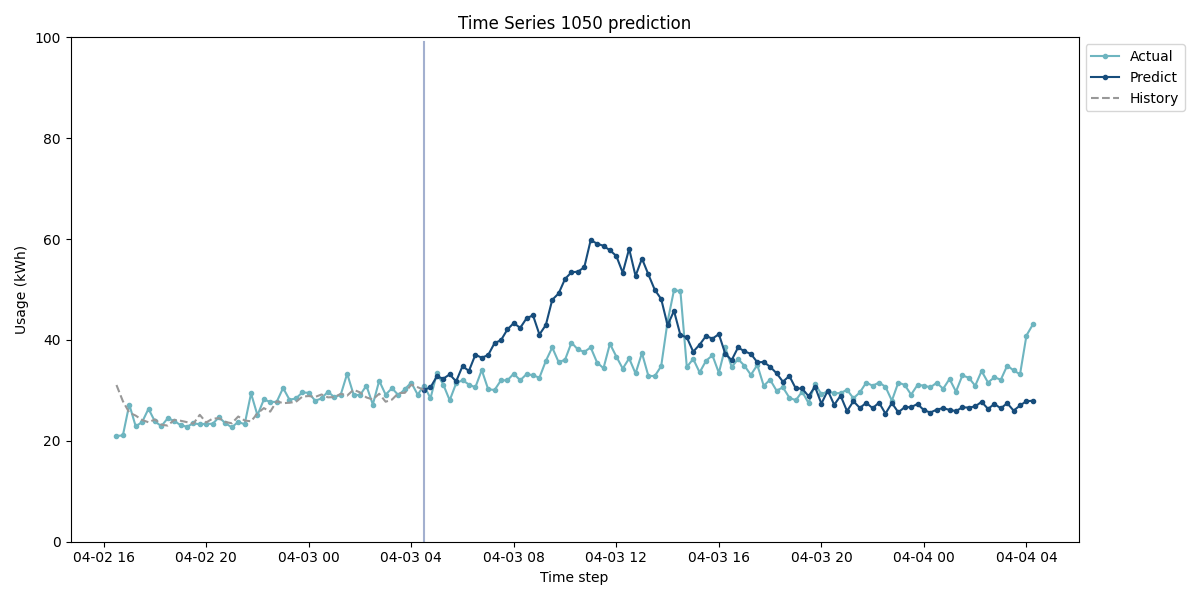 Time Series 1050 prediction
Usage (kWh)
100
80
60
40
20
0
04-02 16 04-02 20 04-03 00 04-03 04 04-03 08 04-03 12 04-03 16 04-03 20 04-04 00 04-04 04
Time step
Actual
Predict
History